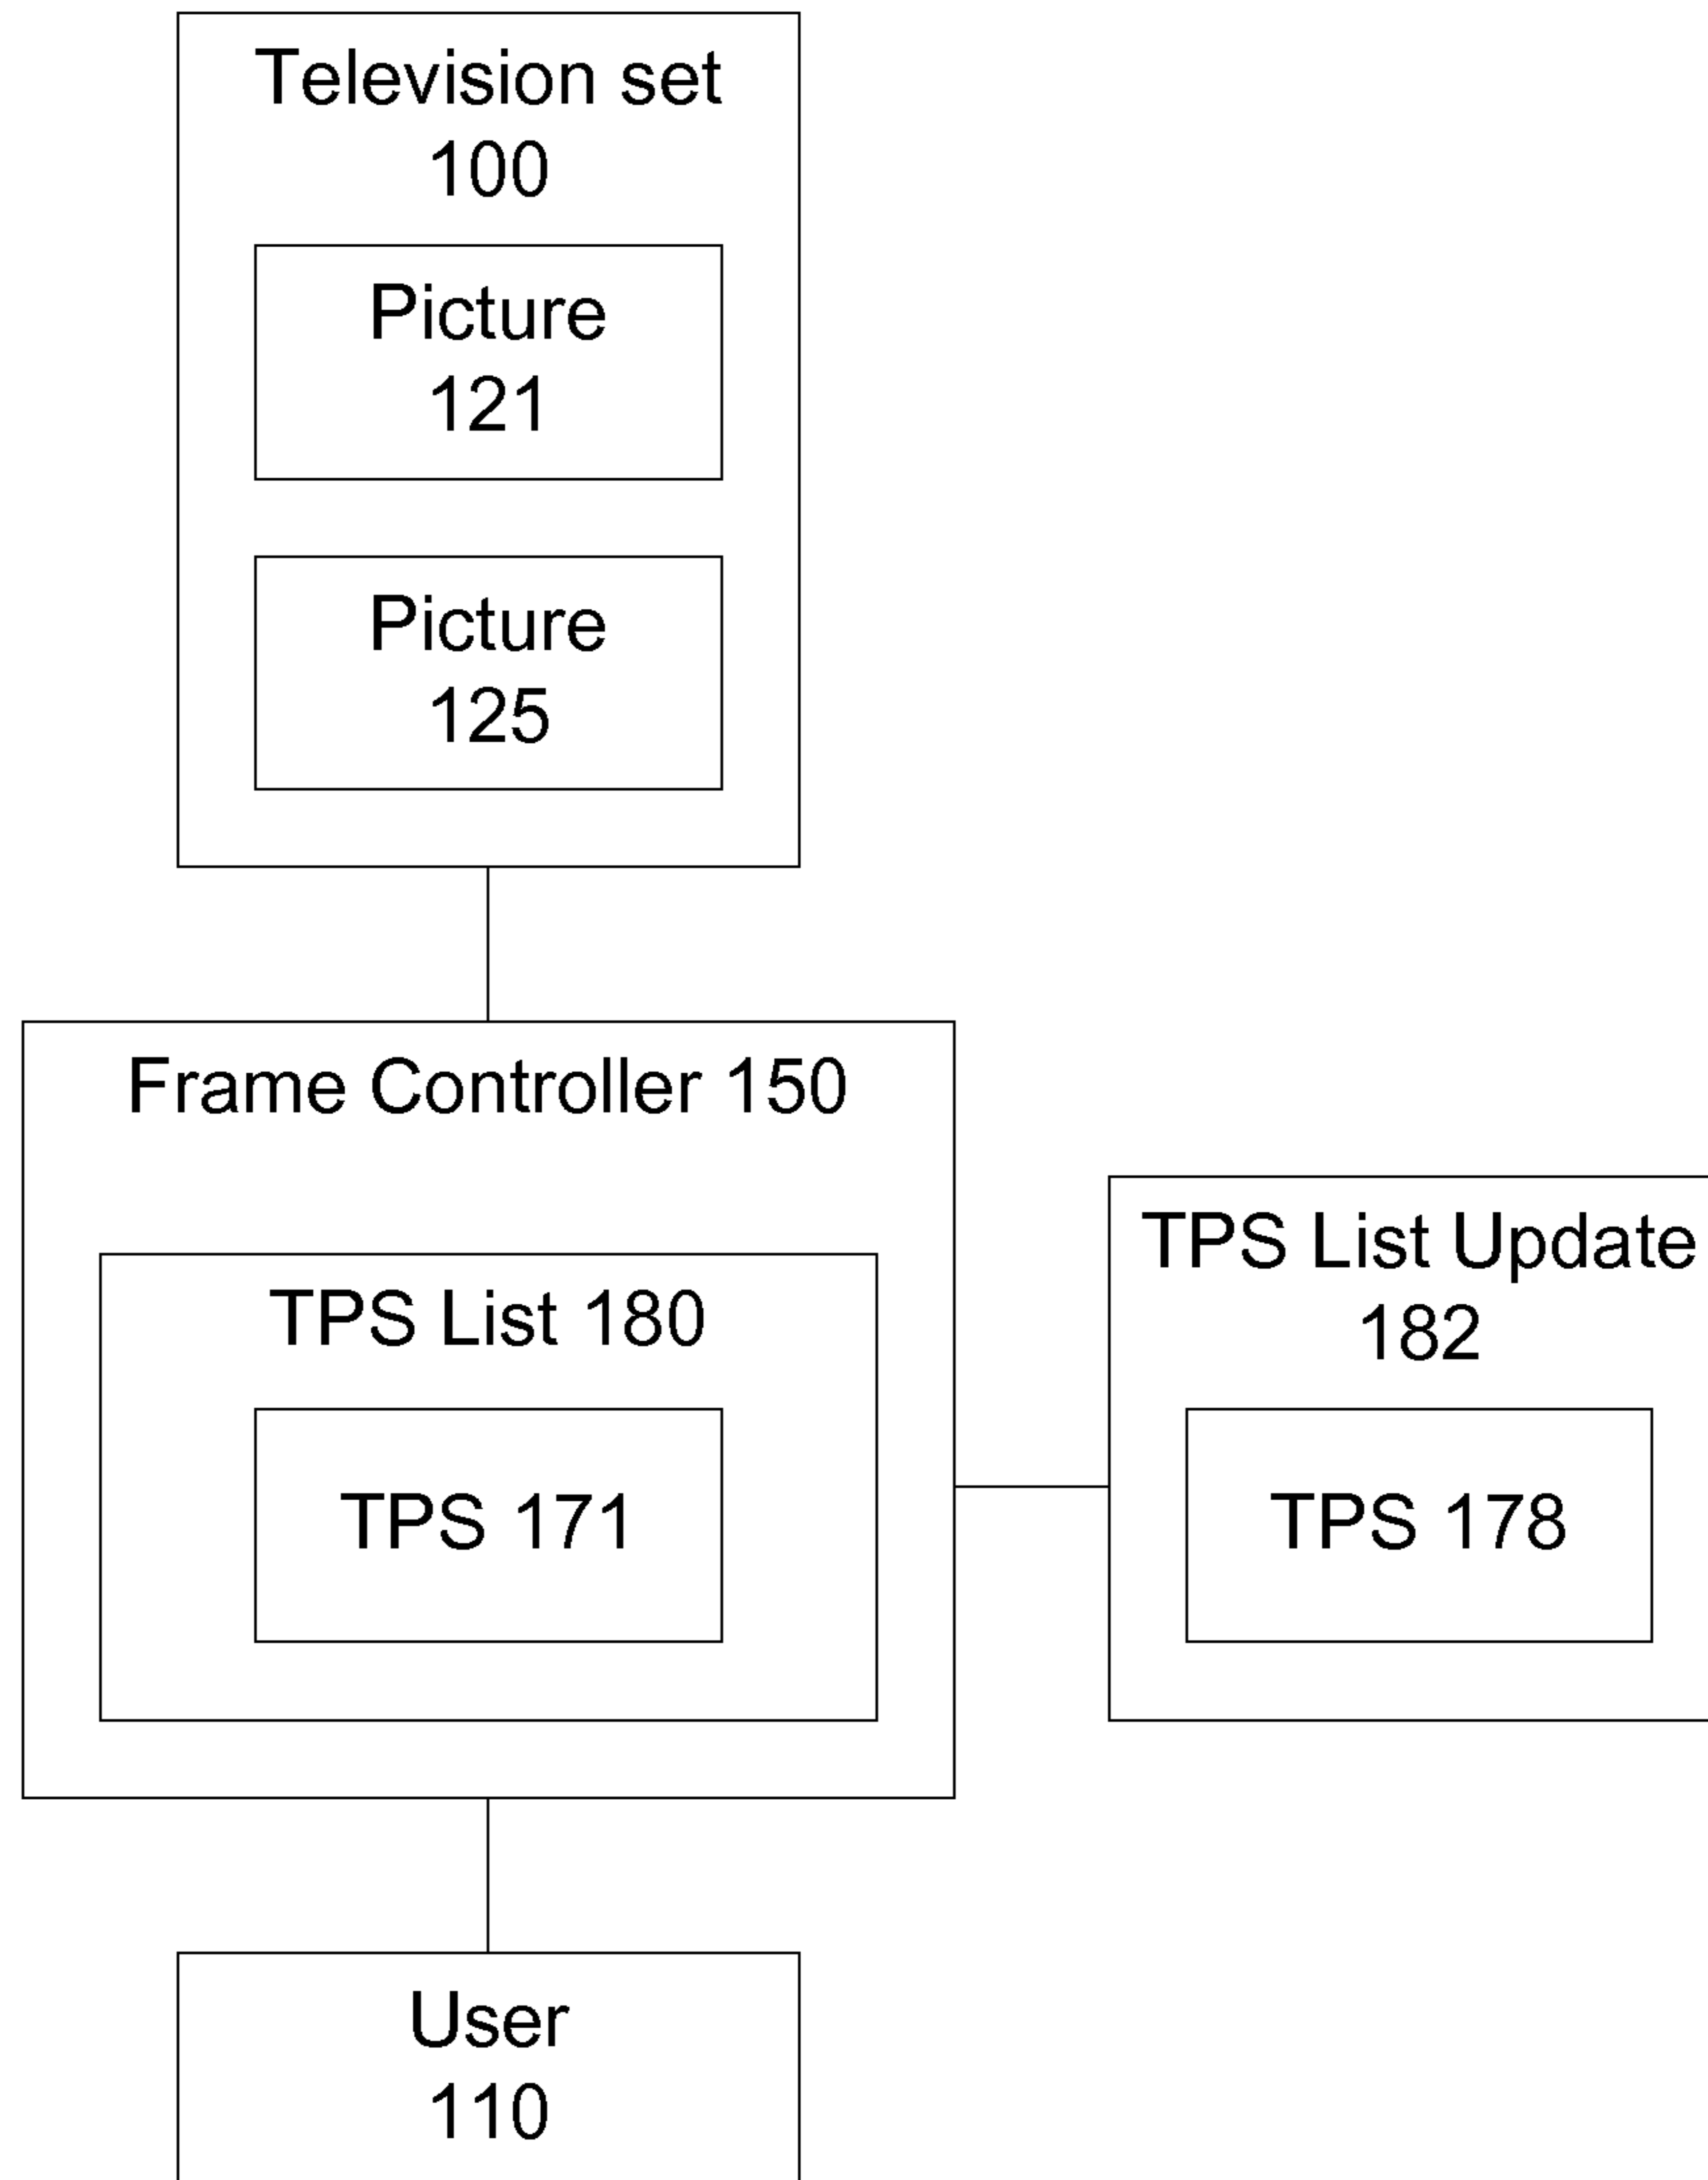 Television set
100
Picture
121
Picture
125
Frame Controller 150
TPS List 180
TPS 171
TPS List Update
182
TPS 178
User
110